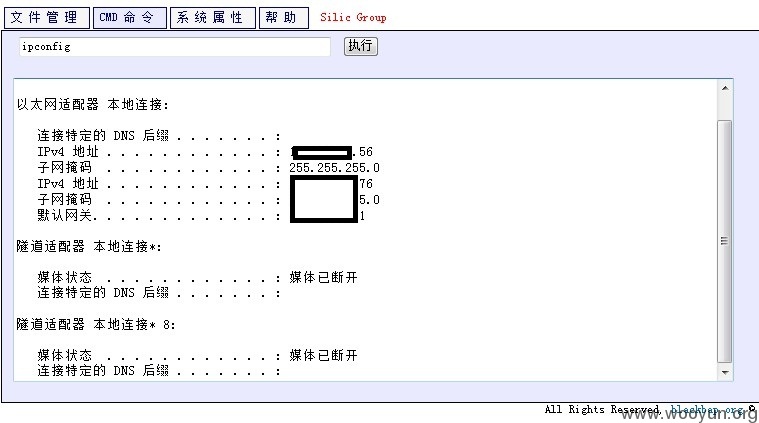 文件管理 CMD命令 系统属性 帮助 Silic Group
ipconfig 执行
以太网适配器 本地连接:
连接特定的 DNS 后缀 . . . . . . . :
IPv4 地址 . . . . . . . . . . . . : .56
子网掩码 . . . . . . . . . . . . : 255.255.255.0
IPv4 地址 . . . . . . . . . . . . : 76
子网掩码 . . . . . . . . . . . . : 5.0
默认网关. . . . . . . . . . . . . : 1
隧道适配器 本地连接*:
媒体状态 . . . . . . . . . . . . : 媒体已断开
连接特定的 DNS 后缀 . . . . . . . :
隧道适配器 本地连接* 8:
媒体状态 . . . . . . . . . . . . : 媒体已断开
连接特定的 DNS 后缀 . . . . . . . :
All Rights Reserved, blackbap.org ©
www.wooyun.org